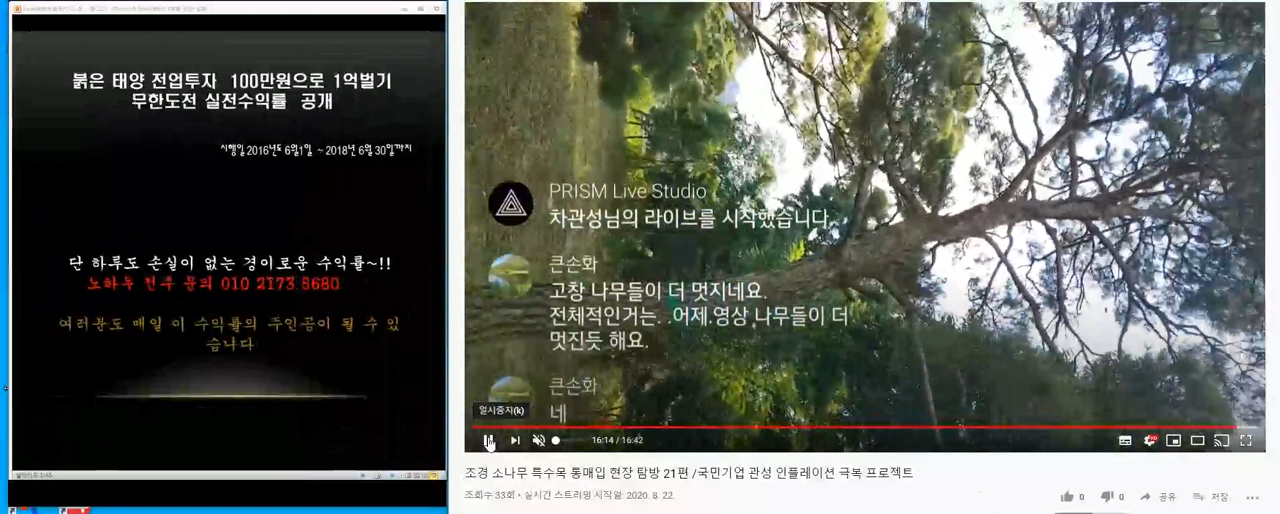 붉은 태양 전업투자 100만원으로 1억벌기
무한도전 실전수익률 공개
시행일2016년도 6월1일 ~2018년 6월30일까지
단 하루도 손실이 없는 경이로운 수익률~!!
노하우 전수 문의 010 2173.8680
여러분도 매일 이 수익률의 주인공이 될 수 있
습니다
PRISM Live Studio
차관성님의 라이브를 시작했습니다.
큰손화
고창 나무들이 더 멋지네요.
전체적인거는. .어제.영상 나무들이 더
멋진듯 해요.
큰손화
네
일시중지(k)
16:14 / 16:42
조경 소나무 특수목 통매입 현장 탐방 21편 /국민기업 관성 인플레이션 극복 프로젝트
조회수 33회 • 실시간 스트리밍 시작일: 2020. 8. 22.
0
0
공유
저장